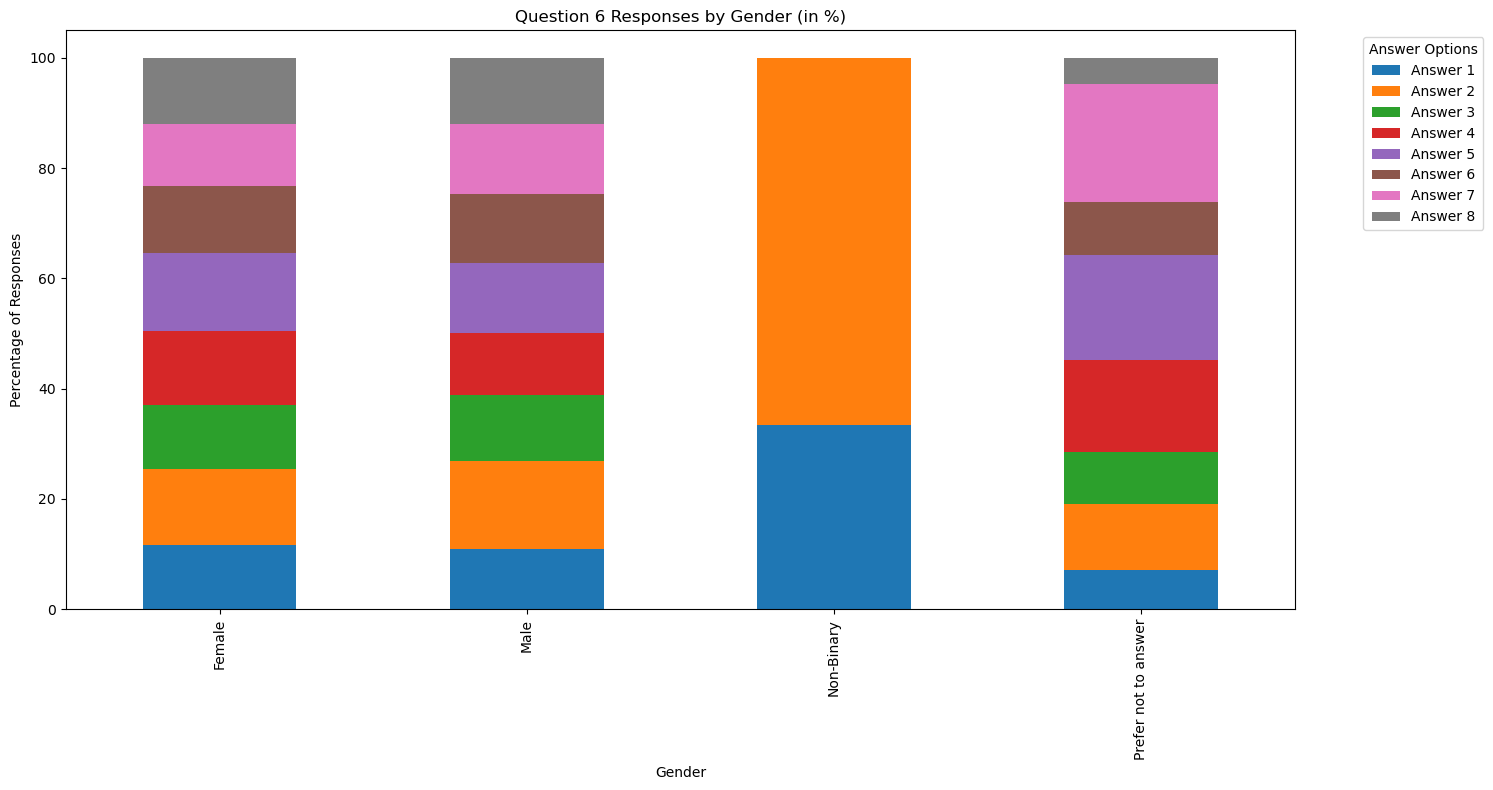 Question 6 Responses by Gender (in %)
Answer Options
Answer 1
Answer 2
Answer 3
Answer 4
Answer 5
Answer 6
Answer 7
Answer 8
Percentage of Responses
100
80
60
40
20
0
Female
Male
Non-Binary
Prefer not to answer
Gender